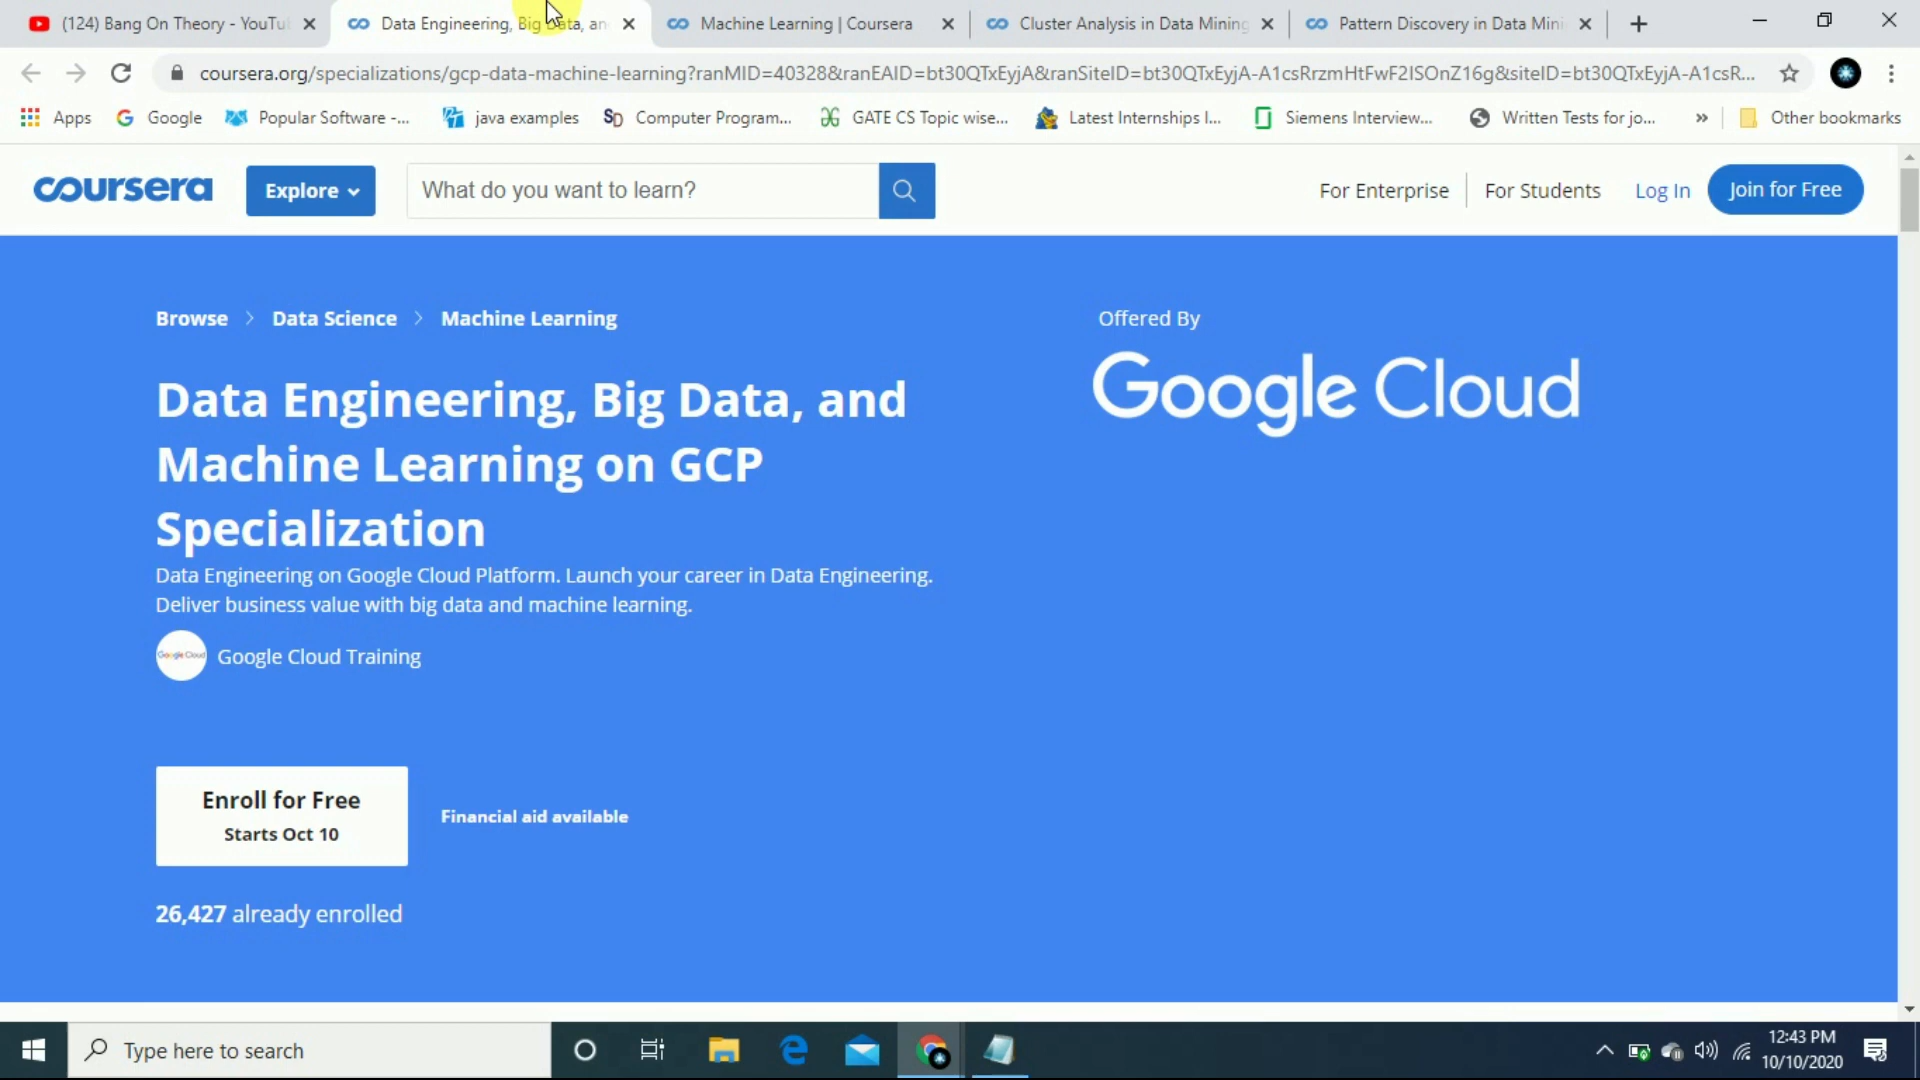 (124) Bang On Theory - YouTu
Data Engineering, Big Data, an
Machine Learning | Coursera
Cluster Analysis in Data Mining
Pattern Discovery in Data Mini
coursera.org/specializations/gcp-data-machine-learning?ranMID=40328&ranEAID=bt30QTxEyjA&ranSiteID=bt30QTxEyjA-A1csRrzmHtFwF2ISOnZ16g&siteID=bt30QTxEyjA-A1csR...
Apps
Google
Popular Software -...
java examples
Computer Program...
GATE CS Topic wise...
Latest Internships I...
Siemens Interview...
Written Tests for jo...
»
Other bookmarks
coursera
Explore
What do you want to learn?
For Enterprise
For Students
Log In
Join for Free
Browse > Data Science > Machine Learning
Offered By
Google Cloud
Data Engineering, Big Data, and
Machine Learning on GCP
Specialization
Data Engineering on Google Cloud Platform. Launch your career in Data Engineering.
Deliver business value with big data and machine learning.
Google Cloud
Google Cloud Training
Enroll for Free
Starts Oct 10
Financial aid available
26,427 already enrolled
Type here to search
12:43 PM
10/10/2020